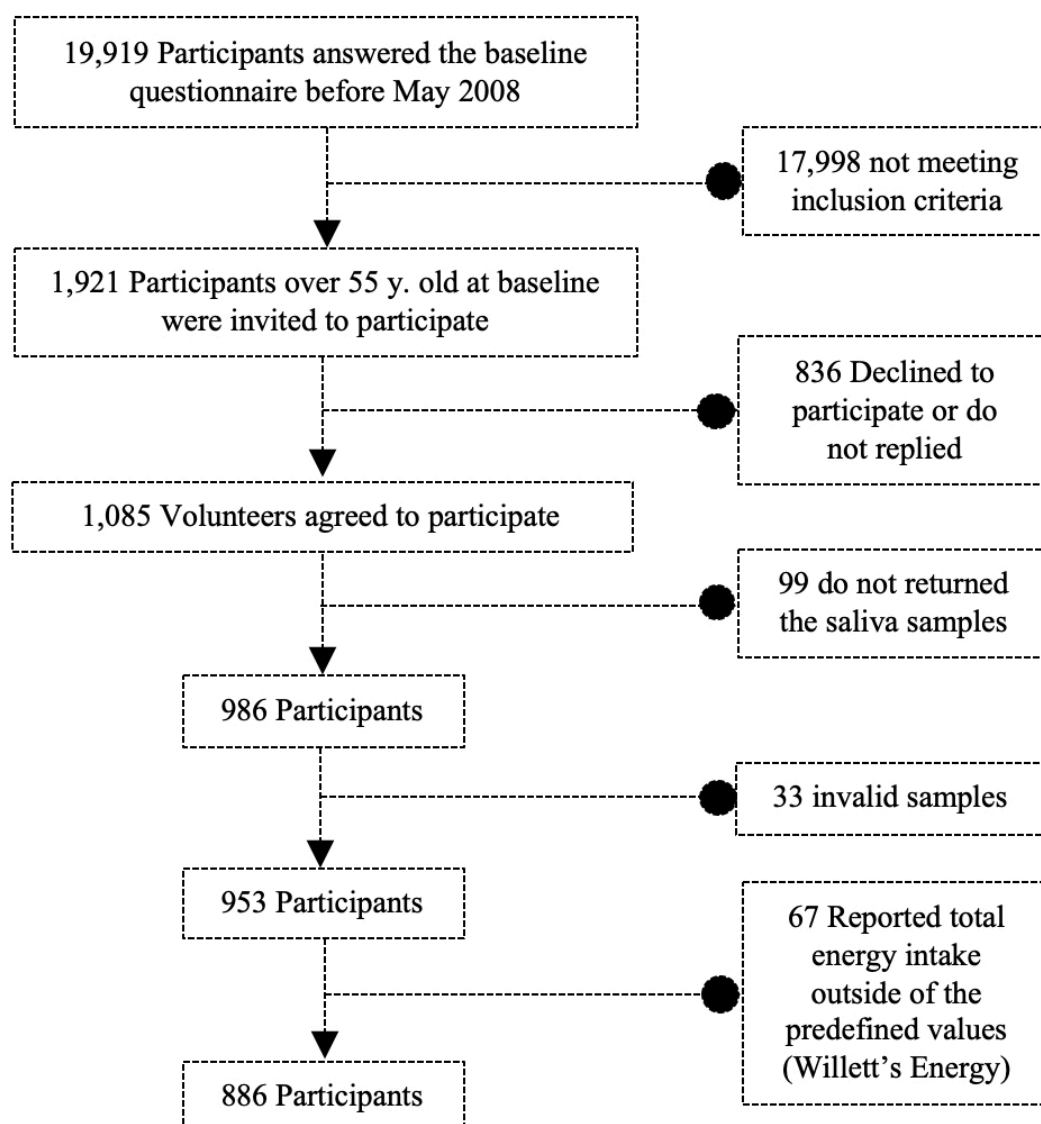 19,919 Participants answered the baseline
questionnaire before May 2008
17,998 not meeting
inclusion criteria
1,921 Participants over 55 y. old at baseline
were invited to participate
836 Declined to
participate or do
not replied
1,085 Volunteers agreed to participate
99 do not returned
the saliva samples
986 Participants
33 invalid samples
953 Participants
67 Reported total
energy intake
outside of the
predefined values
(Willett’s Energy)
886 Participants